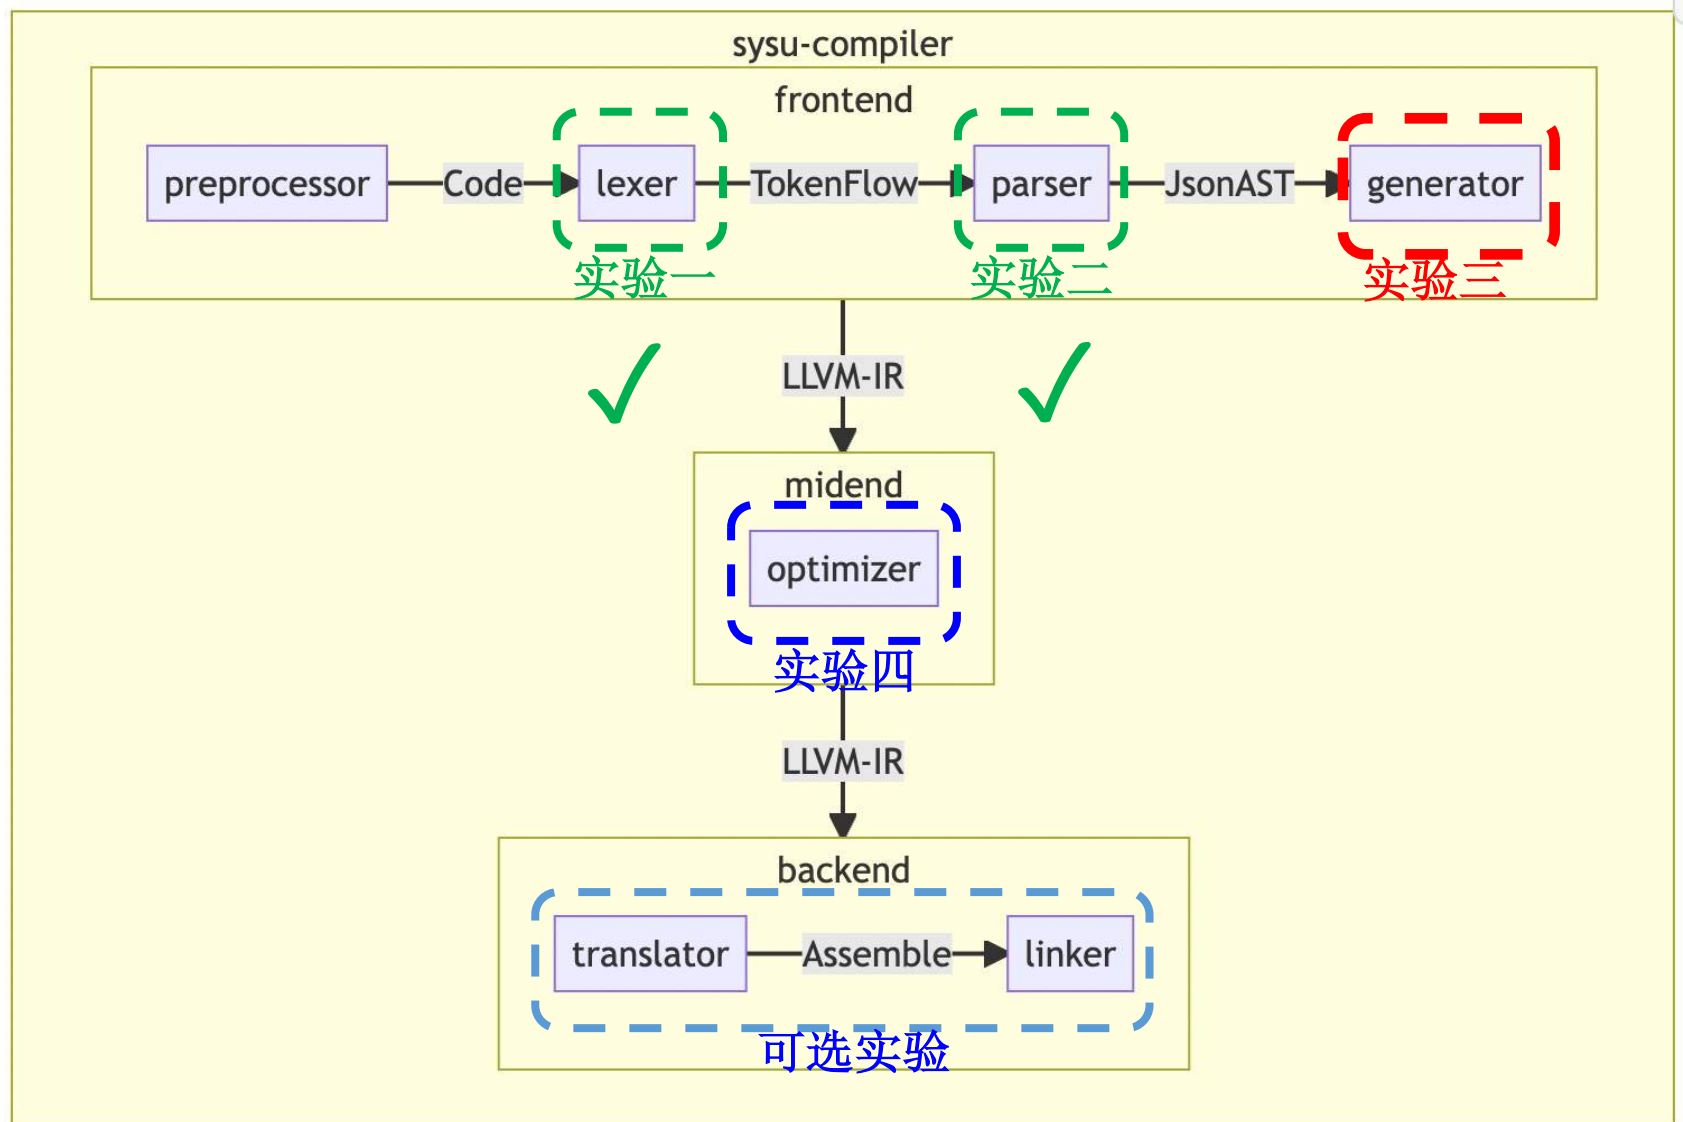 sysu-compiler
frontend
preprocessor
Code
lexer
TokenFlow
parser
JsonAST
generator
实验一
实验二
实验三
LLVM-IR
midend
optimizer
实验四
LLVM-IR
backend
translator
Assemble
linker
可选实验